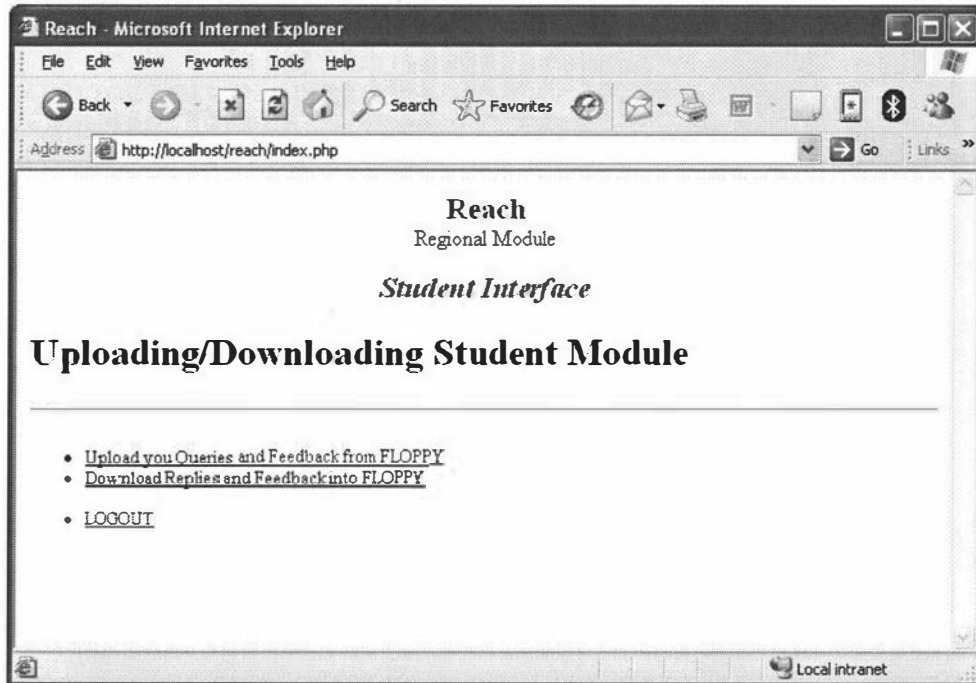 Reach - Microsoft Internet Explorer
File Edit View Favorites Tools Help
Back Search Favorites
Address http://localhost/reach/index.php Go Links »
Reach
Regional Module
Student Interface
Uploading/Downloading Student Module
• Upload you Queries and Feedback from FLOPPY
• Download Replies and Feedback into FLOPPY
• LOGOUT
Local intranet